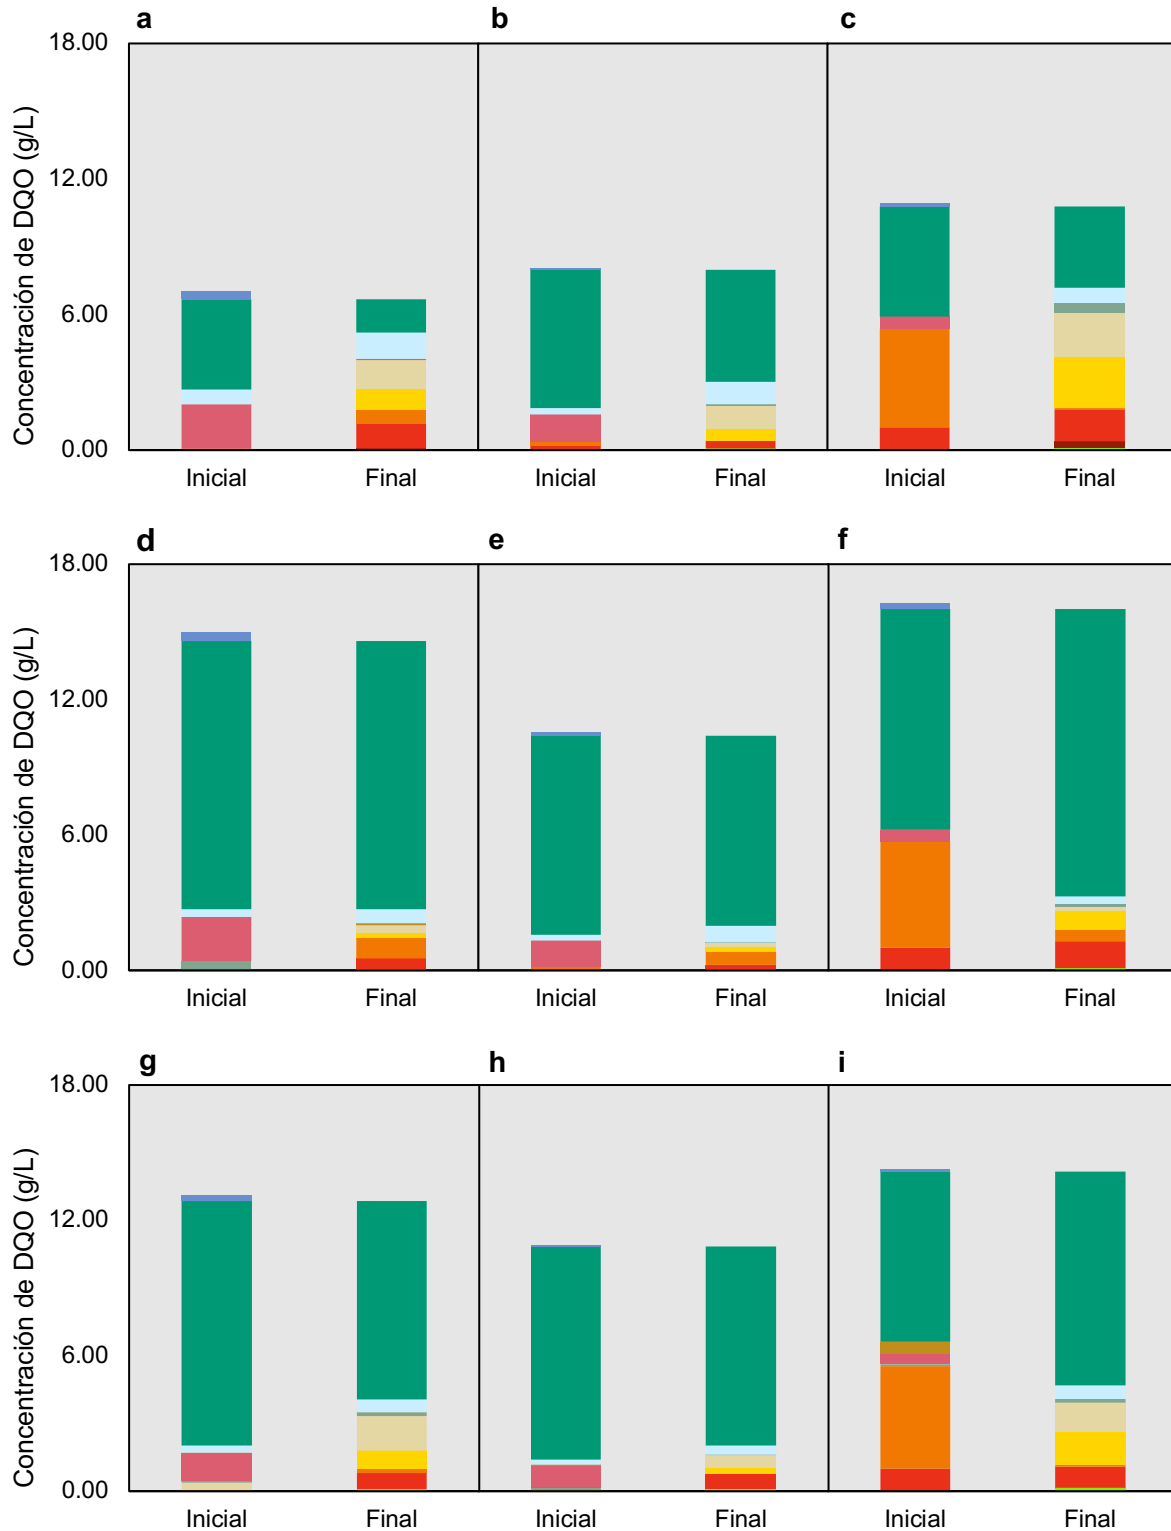 a b c
Concentración de DQO (g/L)
18.00
12.00
6.00
0.00
Inicial Final Inicial Final Inicial Final
d e f
Concentración de DQO (g/L)
18.00
12.00
6.00
0.00
Inicial Final Inicial Final Inicial Final
g h i
Concentración de DQO (g/L)
18.00
12.00
6.00
0.00
Inicial Final Inicial Final Inicial Final